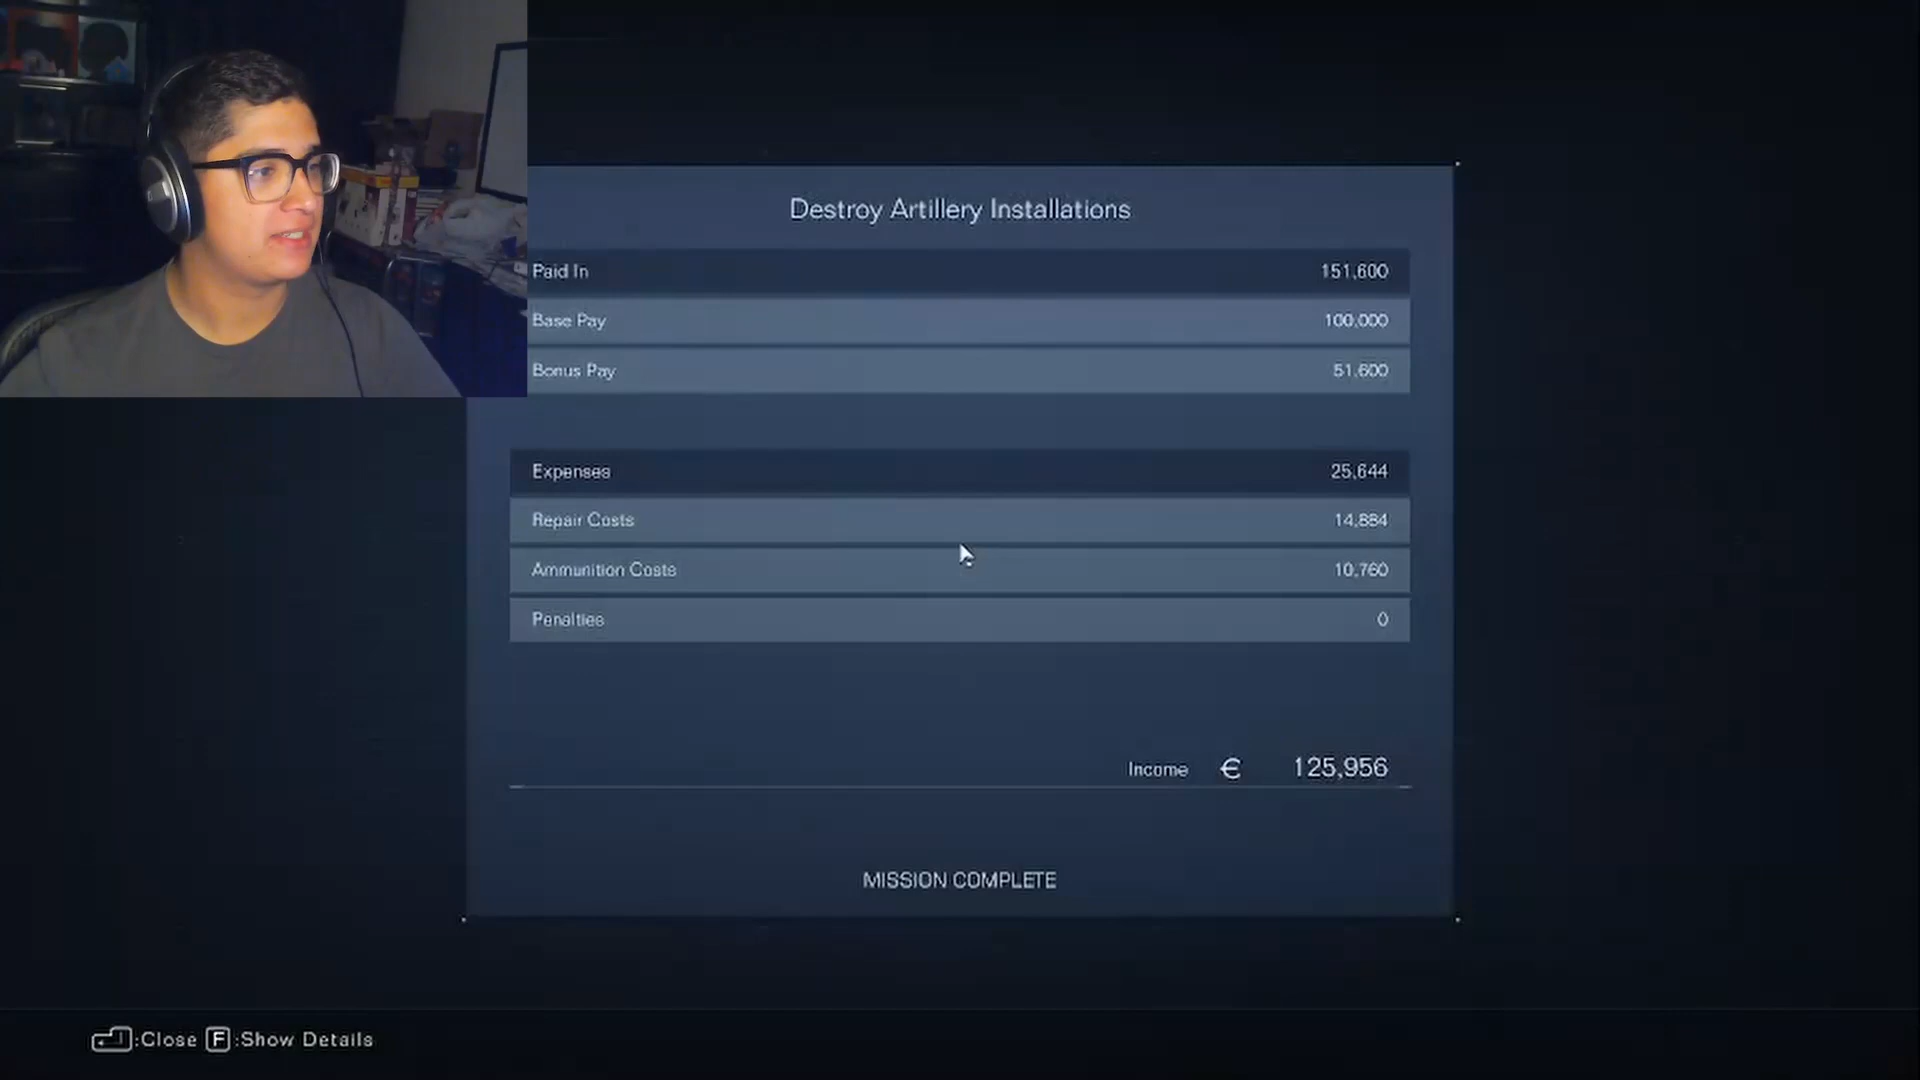 Destroy Artillery Installations
Paid In 151,600
Base Pay 100,000
Bonus Pay 51,600
Expenses 25,644
Repair Costs 14,884
Ammunition Costs 10,760
Penalties 0
Income € 125,956
MISSION COMPLETE
:Close F:Show Details